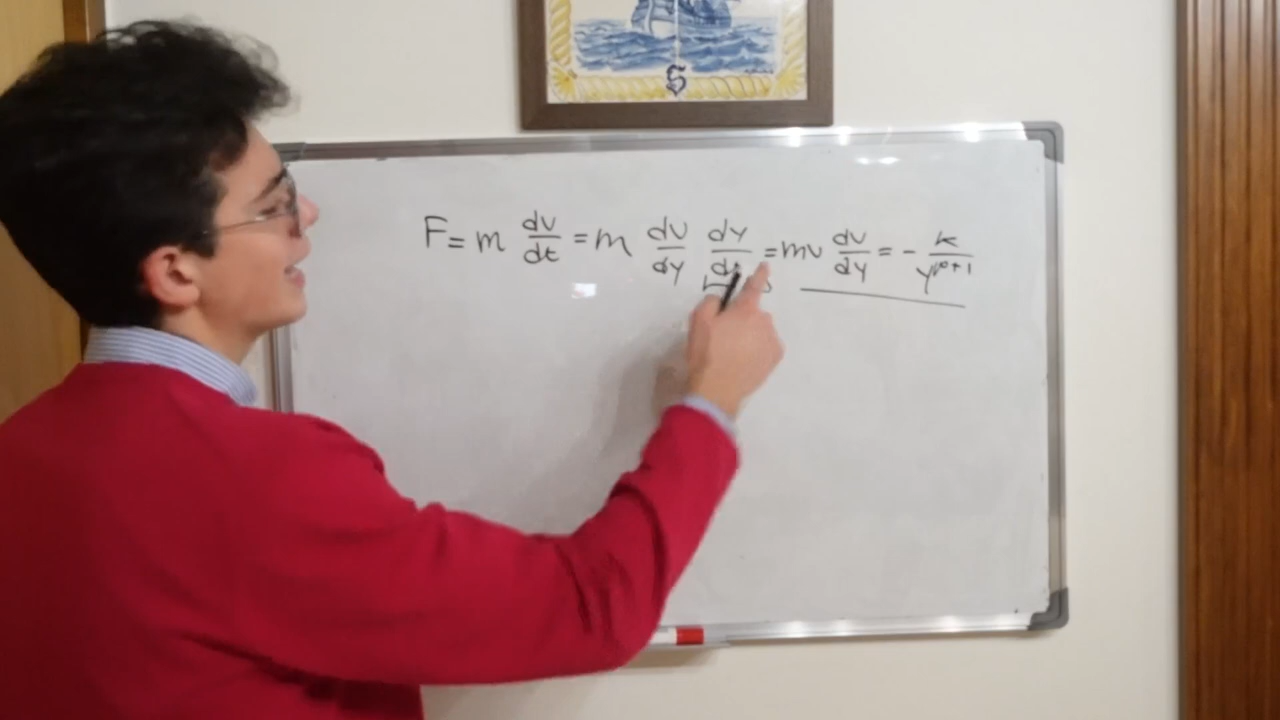 S
F = m dv/dt = m dv/dy dy/dt = mv dv/dy = - k/y^(n+1)